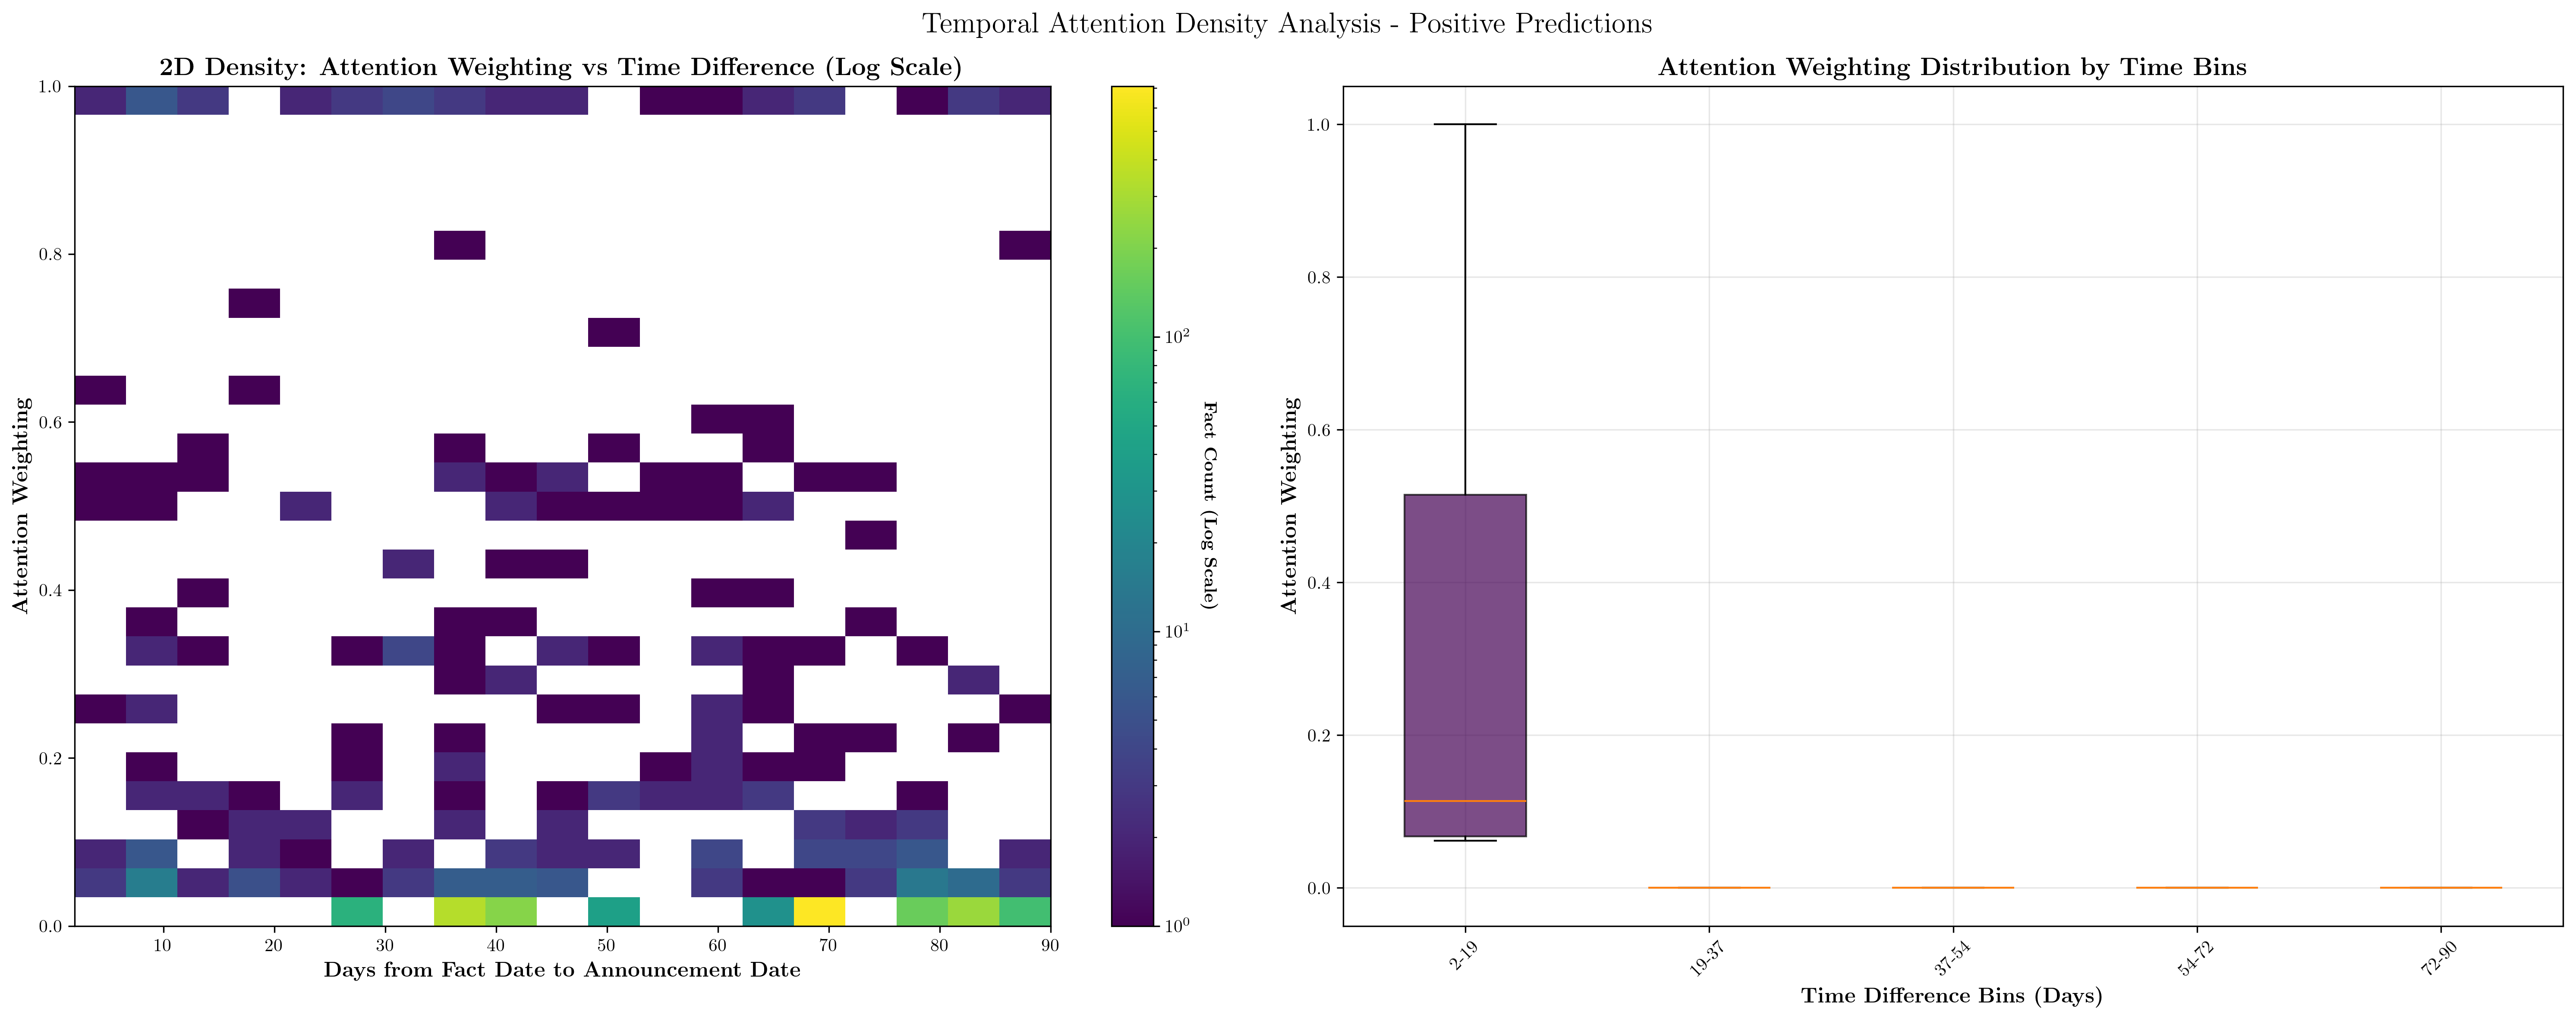 Temporal Attention Density Analysis - Positive Predictions
2D Density: Attention Weighting vs Time Difference (Log Scale)
1.0
0.8
0.6
0.4
0.2
0.0
Attention Weighting
10 20 30 40 50 60 70 80 90
Days from Fact Date to Announcement Date
10²
10¹
10⁰
Fact Count (Log Scale)
Attention Weighting Distribution by Time Bins
1.0
0.8
0.6
0.4
0.2
0.0
Attention Weighting
2-19 19-37 37-54 54-72 72-90
Time Difference Bins (Days)